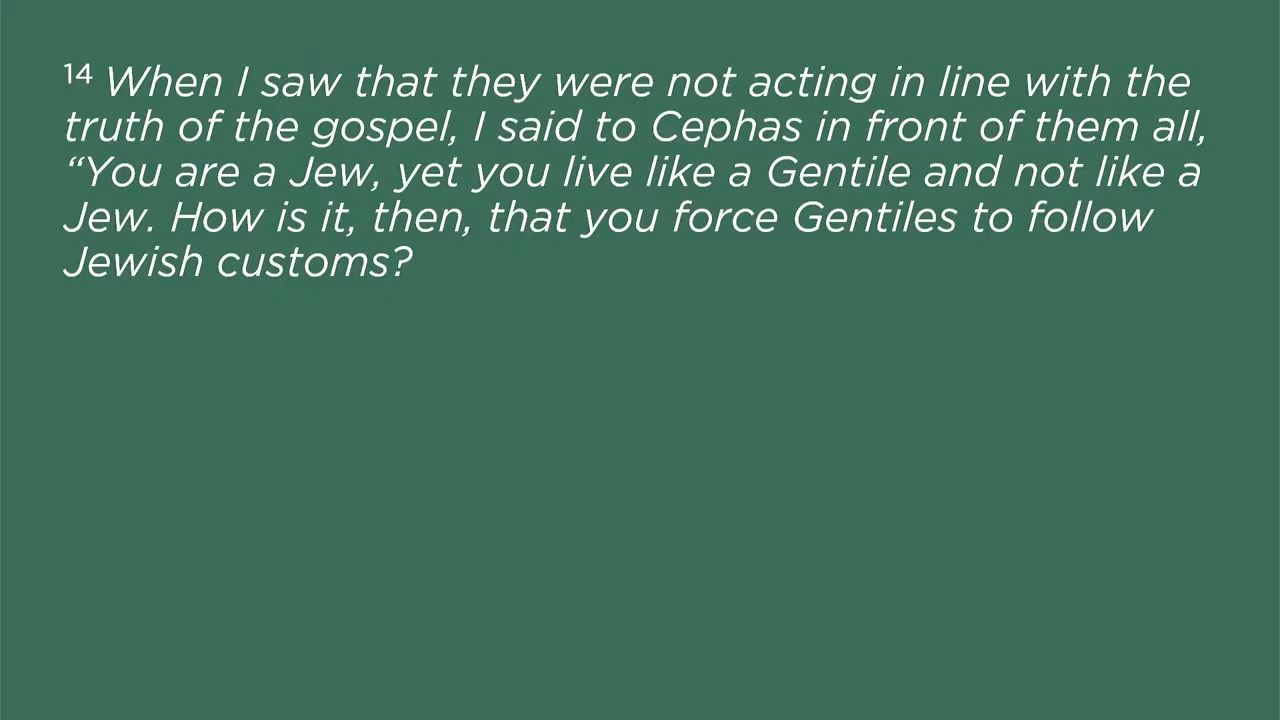 14 When I saw that they were not acting in line with the
truth of the gospel, I said to Cephas in front of them all,
“You are a Jew, yet you live like a Gentile and not like a
Jew. How is it, then, that you force Gentiles to follow
Jewish customs?